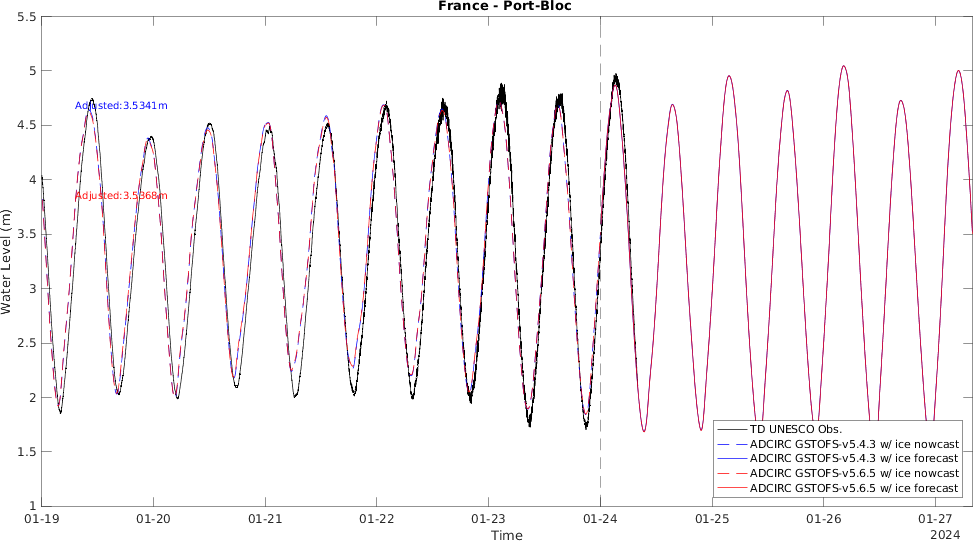 France - Port-Bloc
5.5
5
4.5
4
3.5
3
2.5
2
1.5
1
Water Level (m)
Adjusted:3.5341m
Adjusted:3.5368m
TD UNESCO Obs.
ADCIRC GSTOFS-v5.4.3 w/ ice nowcast
ADCIRC GSTOFS-v5.4.3 w/ ice forecast
ADCIRC GSTOFS-v5.6.5 w/ ice nowcast
ADCIRC GSTOFS-v5.6.5 w/ ice forecast
01-19 01-20 01-21 01-22 01-23 01-24 01-25 01-26 01-27
Time
2024